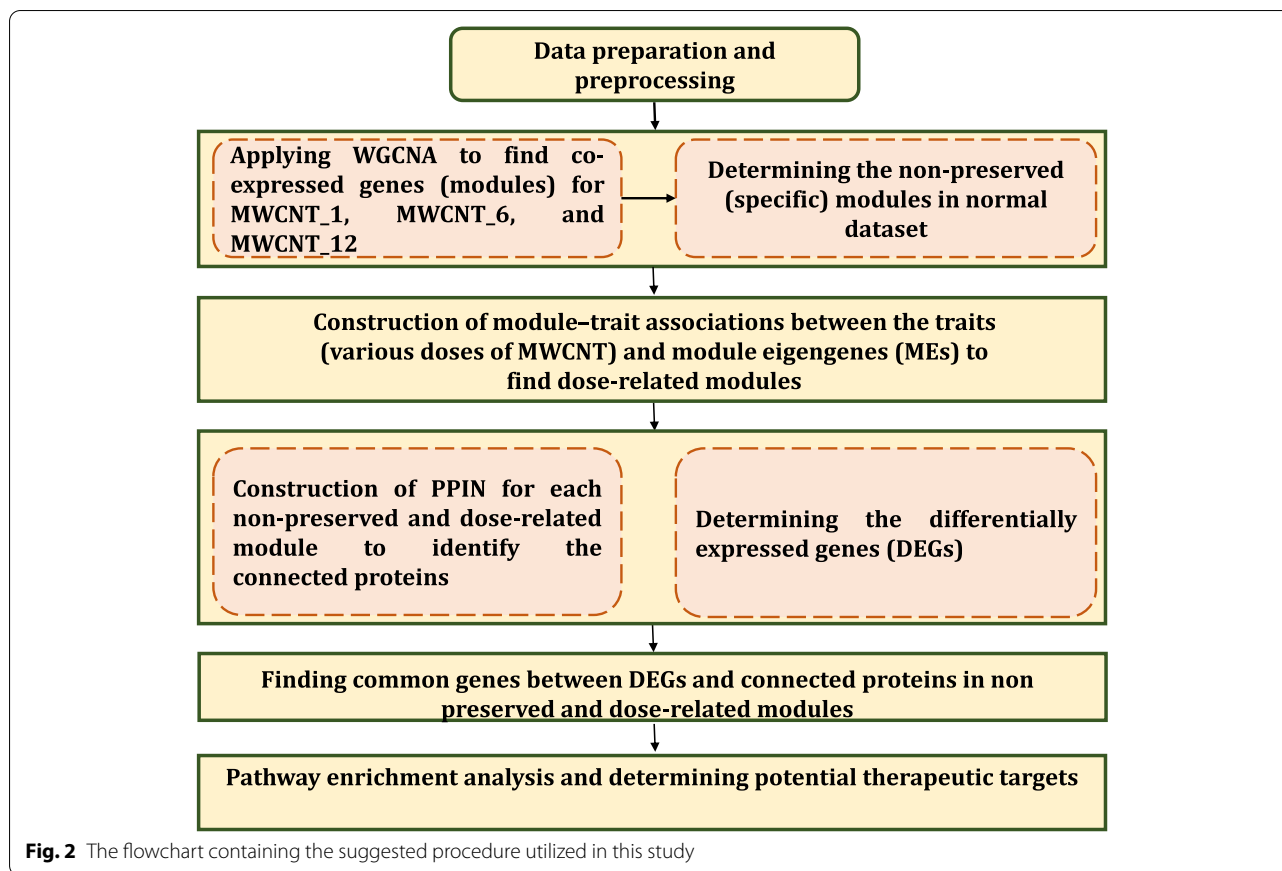 Data preparation and
preprocessing
Applying WGCNA to find co-
expressed genes (modules) for
MWCNT_1, MWCNT_6, and
MWCNT_12
Determining the non-preserved
(specific) modules in normal
dataset
Construction of module–trait associations between the traits
(various doses of MWCNT) and module eigengenes (MEs) to
find dose-related modules
Construction of PPIN for each
non-preserved and dose-related
module to identify the
connected proteins
Determining the differentially
expressed genes (DEGs)
Finding common genes between DEGs and connected proteins in non
preserved and dose-related modules
Pathway enrichment analysis and determining potential therapeutic targets
Fig. 2 The flowchart containing the suggested procedure utilized in this study